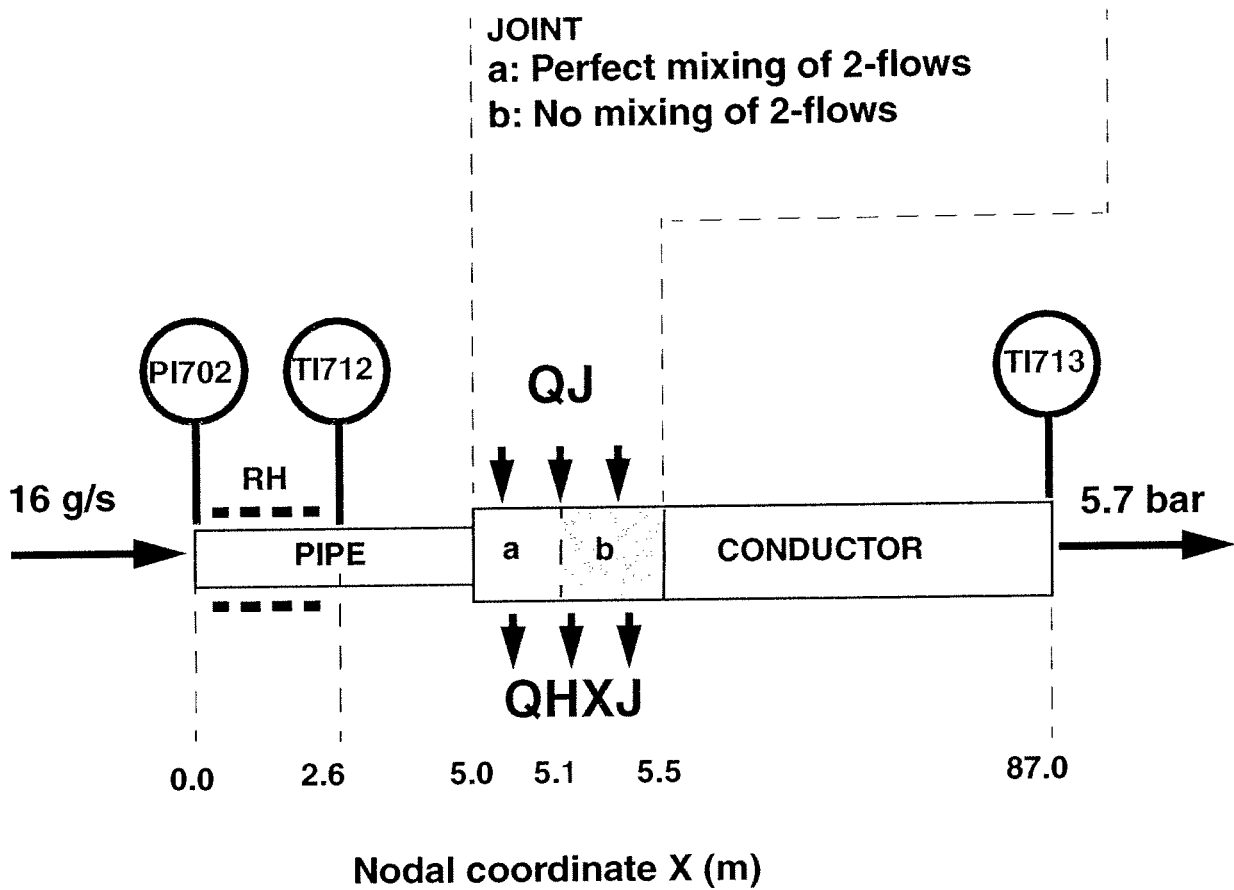 JOINT
a: Perfect mixing of 2-flows
b: No mixing of 2-flows
PI702
TI712
TI713
QJ
RH
16 g/s
5.7 bar
PIPE
a
b
CONDUCTOR
QHXJ
0.0
2.6
5.0
5.1
5.5
87.0
Nodal coordinate X (m)